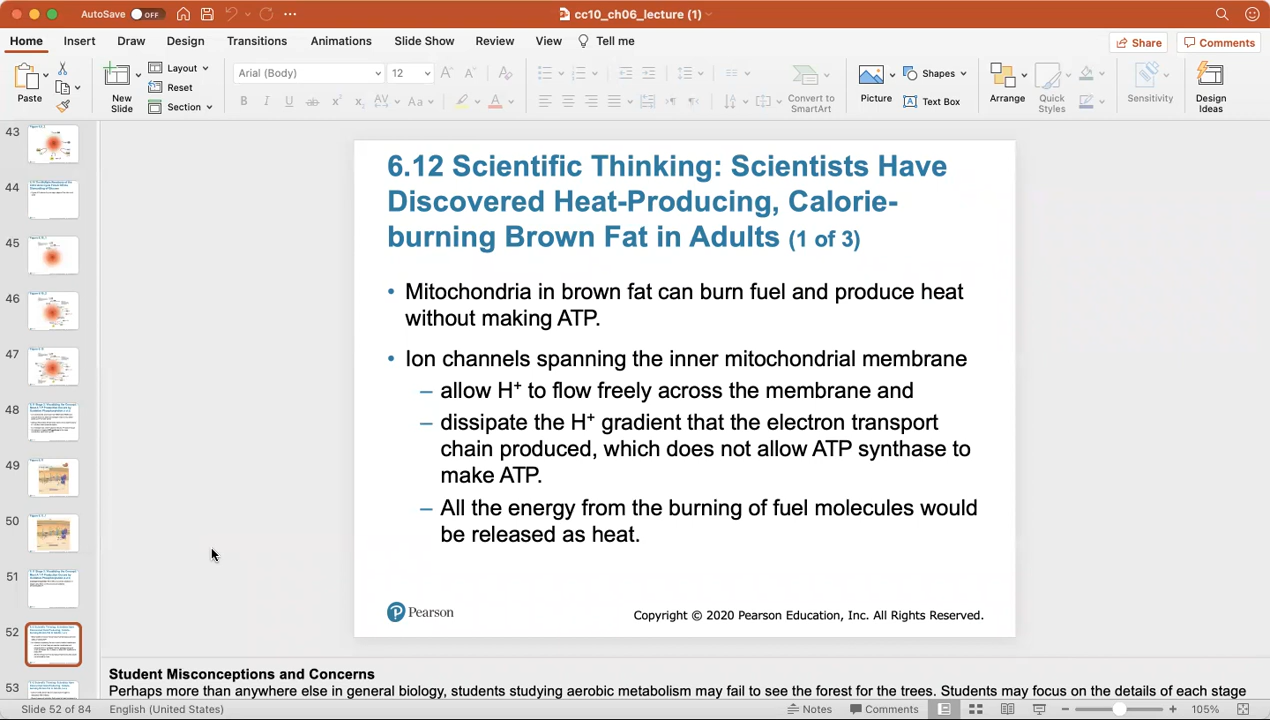 AutoSave OFF cc10_ch06_lecture (1)
Home Insert Draw Design Transitions Animations Slide Show Review View Tell me Share Comments
Paste New Slide Layout Reset Section Arial (Body) 12 Convert to SmartArt Picture Shapes Text Box Arrange Quick Styles Sensitivity Design Ideas
43
44
45
46
47
48
49
50
51
52
53
6.12 Scientific Thinking: Scientists Have
Discovered Heat-Producing, Calorie-
burning Brown Fat in Adults (1 of 3)
• Mitochondria in brown fat can burn fuel and produce heat
without making ATP.
• Ion channels spanning the inner mitochondrial membrane
– allow H⁺ to flow freely across the membrane and
– dissipate the H⁺ gradient that the electron transport
chain produced, which does not allow ATP synthase to
make ATP.
– All the energy from the burning of fuel molecules would
be released as heat.
Pearson Copyright © 2020 Pearson Education, Inc. All Rights Reserved.
Student Misconceptions and Concerns
Perhaps more than anywhere else in general biology, students studying aerobic metabolism may fail to see the forest for the trees. Students may focus on the details of each stage
Slide 52 of 84 English (United States) Notes Comments 105%